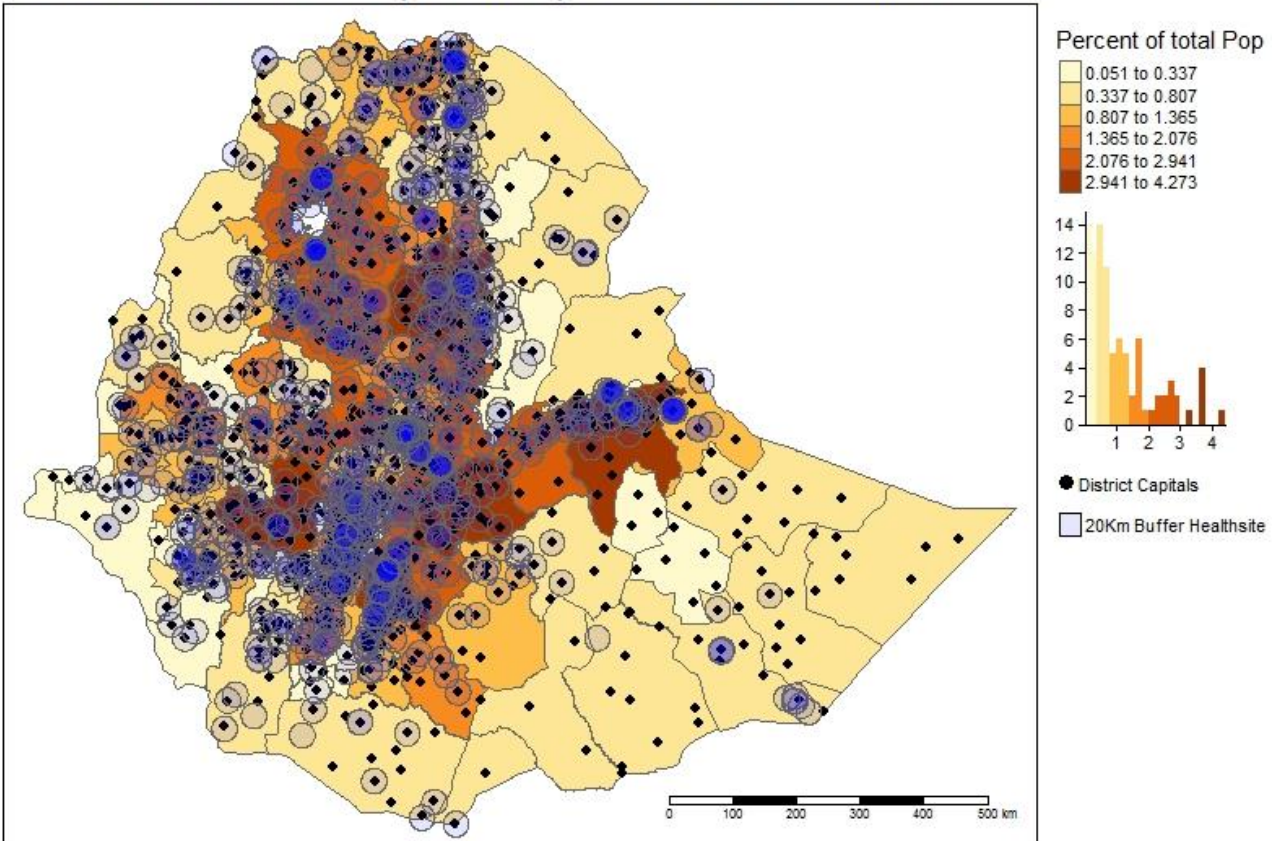 Percent of total Pop
0.051 to 0.337
0.337 to 0.807
0.807 to 1.365
1.365 to 2.076
2.076 to 2.941
2.941 to 4.273
14
12
10
8
6
4
2
0
1 2 3 4
District Capitals
20Km Buffer Healthsite
0 100 200 300 400 500 km